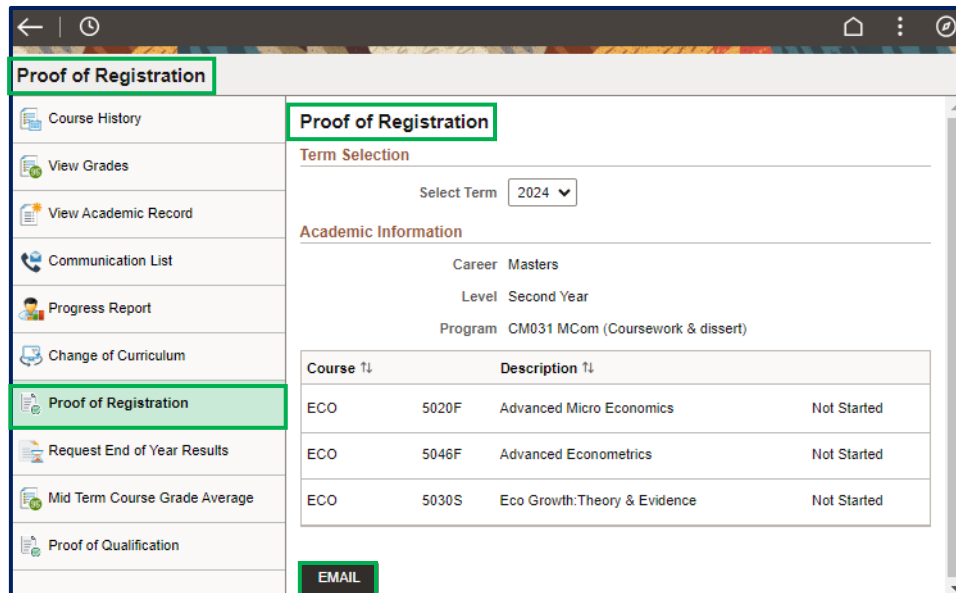 Proof of Registration
Course History
View Grades
View Academic Record
Communication List
Progress Report
Change of Curriculum
Proof of Registration
Request End of Year Results
Mid Term Course Grade Average
Proof of Qualification
Proof of Registration
Term Selection
Select Term 2024
Academic Information
Career Masters
Level Second Year
Program CM031 MCom (Coursework & dissert)
Course Description
ECO 5020F Advanced Micro Economics Not Started
ECO 5046F Advanced Econometrics Not Started
ECO 5030S Eco Growth:Theory & Evidence Not Started
EMAIL